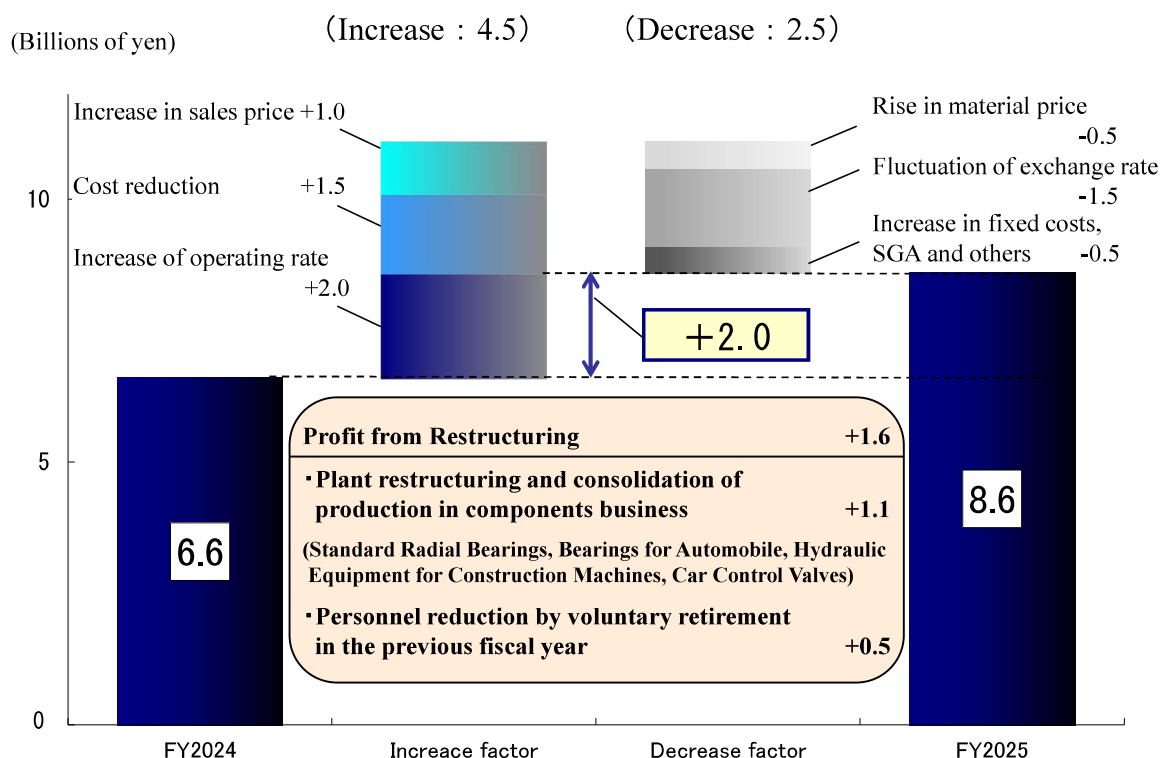 (Billions of yen)
（Increase : 4.5）
（Decrease : 2.5）
Increase in sales price +1.0
Cost reduction +1.5
Increase of operating rate
+2.0
Rise in material price
-0.5
Fluctuation of exchange rate
-1.5
Increase in fixed costs,
SGA and others -0.5
10
5
0
+2.0
6.6
8.6
Profit from Restructuring +1.6
・Plant restructuring and consolidation of
production in components business +1.1
(Standard Radial Bearings, Bearings for Automobile, Hydraulic
Equipment for Construction Machines, Car Control Valves)
・Personnel reduction by voluntary retirement
in the previous fiscal year +0.5
FY2024
Increace factor
Decrease factor
FY2025